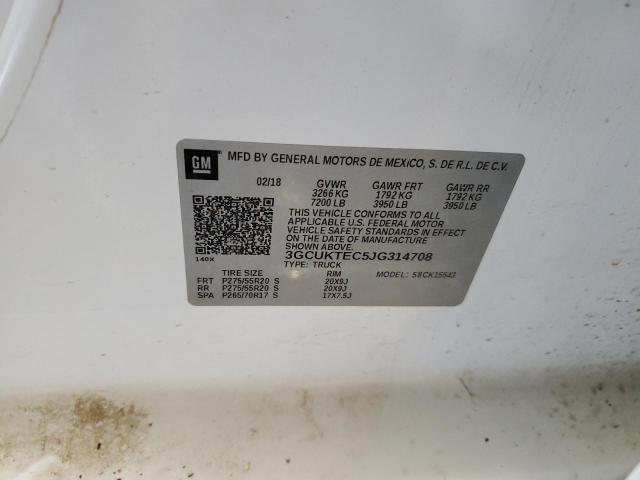 GM MFD BY GENERAL MOTORS DE MEXICO, S. DE R.L. DE C.V.
02/18 GVWR GAWR FRT GAWR RR
3266 KG 1792 KG 1792 KG
7200 LB 3950 LB 3950 LB
THIS VEHICLE CONFORMS TO ALL
APPLICABLE U.S. FEDERAL MOTOR
VEHICLE SAFETY STANDARDS IN EFFECT
ON THE DATE OF MANUFACTURE
SHOWN ABOVE.
140X 3GCUKTEC5JG314708
TYPE: TRUCK MODEL:
TIRE SIZE RIM
FRT P275/55R20 S 20X9J
RR P275/55R20 S 20X9J
SPA P265/70R17 S 17X7.5J